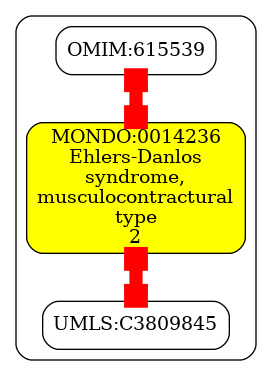 OMIM:615539
MONDO:0014236
Ehlers-Danlos
syndrome,
musculocontractural
type
2
UMLS:C3809845